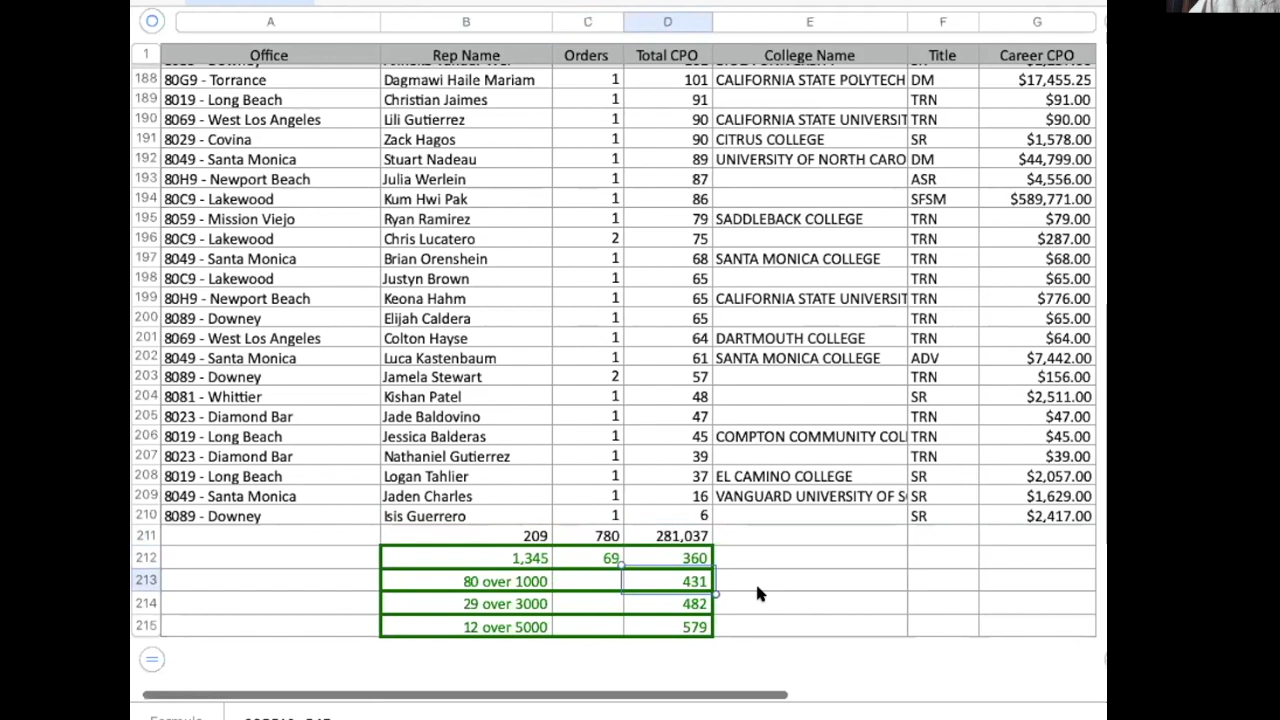 A B C D E F G
1 Office Rep Name Orders Total CPO College Name Title Career CPO
188 80G9 - Torrance Dagmawi Haile Mariam 1 101 CALIFORNIA STATE POLYTECH DM $17,455.25
189 8019 - Long Beach Christian Jaimes 1 91 TRN $91.00
190 8069 - West Los Angeles Lili Gutierrez 1 90 CALIFORNIA STATE UNIVERSIT TRN $90.00
191 8029 - Covina Zack Hagos 1 90 CITRUS COLLEGE SR $1,578.00
192 8049 - Santa Monica Stuart Nadeau 1 89 UNIVERSITY OF NORTH CARO DM $44,799.00
193 80H9 - Newport Beach Julia Werlein 1 87 ASR $4,556.00
194 80C9 - Lakewood Kum Hwi Pak 1 86 SFSM $589,771.00
195 8059 - Mission Viejo Ryan Ramirez 1 79 SADDLEBACK COLLEGE TRN $79.00
196 80C9 - Lakewood Chris Lucatero 2 75 TRN $287.00
197 8049 - Santa Monica Brian Orenshein 1 68 SANTA MONICA COLLEGE TRN $68.00
198 80C9 - Lakewood Justyn Brown 1 65 TRN $65.00
199 80H9 - Newport Beach Keona Hahm 1 65 CALIFORNIA STATE UNIVERSIT TRN $776.00
200 8089 - Downey Elijah Caldera 1 65 TRN $65.00
201 8069 - West Los Angeles Colton Hayse 1 64 DARTMOUTH COLLEGE TRN $64.00
202 8049 - Santa Monica Luca Kastenbaum 1 61 SANTA MONICA COLLEGE ADV $7,442.00
203 8089 - Downey Jamela Stewart 2 57 TRN $156.00
204 8081 - Whittier Kishan Patel 1 48 SR $2,511.00
205 8023 - Diamond Bar Jade Baldovino 1 47 TRN $47.00
206 8019 - Long Beach Jessica Balderas 1 45 COMPTON COMMUNITY COL TRN $45.00
207 8023 - Diamond Bar Nathaniel Gutierrez 1 39 TRN $39.00
208 8019 - Long Beach Logan Tahlier 1 37 EL CAMINO COLLEGE SR $2,057.00
209 8049 - Santa Monica Jaden Charles 1 16 VANGUARD UNIVERSITY OF S SR $1,629.00
210 8089 - Downey Isis Guerrero 1 6 SR $2,417.00
211 209 780 281,037
212 1,345 69 360
213 80 over 1000 431
214 29 over 3000 482
215 12 over 5000 579